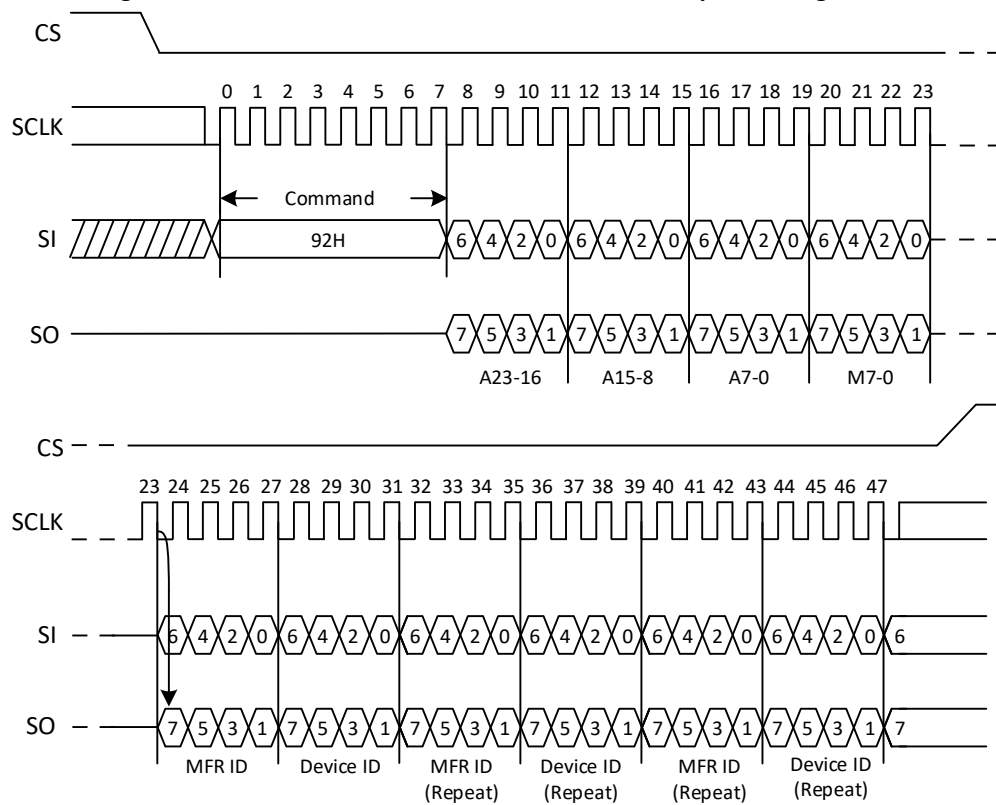 CS
0 1 2 3 4 5 6 7 8 9 10 11 12 13 14 15 16 17 18 19 20 21 22 23
SCLK
Command
SI 92H 6 4 2 0 6 4 2 0 6 4 2 0 6 4 2 0
SO 7 5 3 1 7 5 3 1 7 5 3 1 7 5 3 1
A23-16 A15-8 A7-0 M7-0
CS
23 24 25 26 27 28 29 30 31 32 33 34 35 36 37 38 39 40 41 42 43 44 45 46 47
SCLK
SI 6 4 2 0 6 4 2 0 6 4 2 0 6 4 2 0 6 4 2 0 6 4 2 0 6
SO 7 5 3 1 7 5 3 1 7 5 3 1 7 5 3 1 7 5 3 1 7 5 3 1 7
MFR ID Device ID MFR ID Device ID MFR ID Device ID
(Repeat) (Repeat) (Repeat) (Repeat)